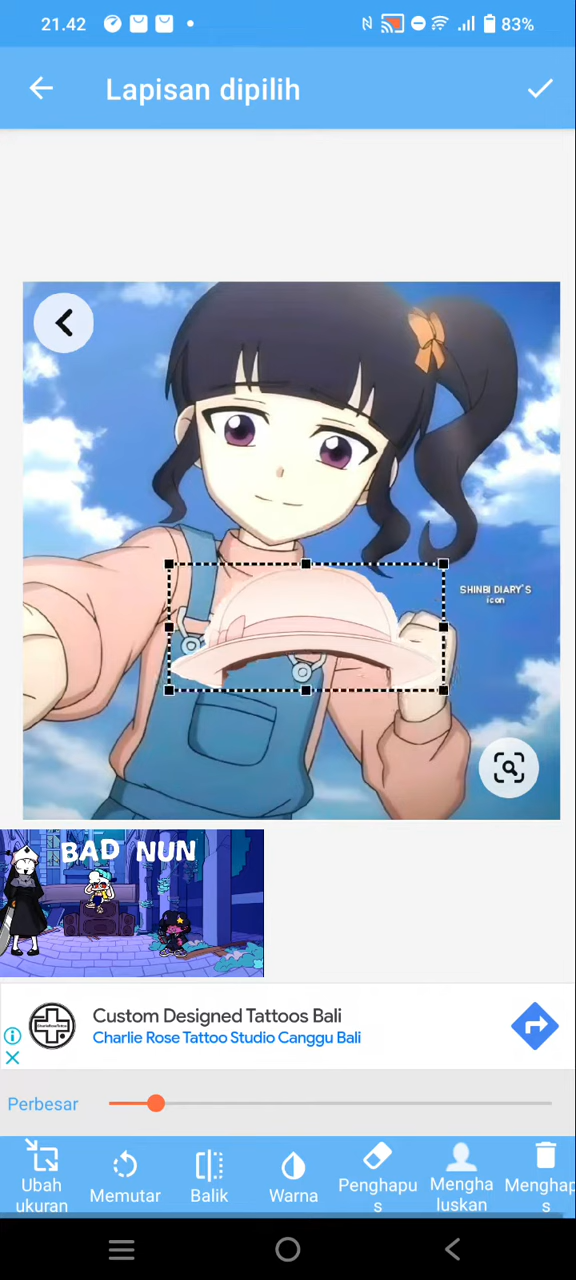 21.42
83%
Lapisan dipilih
SHINBI DIARY'S
icon
BAD NUN
Custom Designed Tattoos Bali
Charlie Rose Tattoo Studio Canggu Bali
Perbesar
Ubah
ukuran
Memutar
Balik
Warna
Penghapu
s
Mengha
luskan
Menghap
s